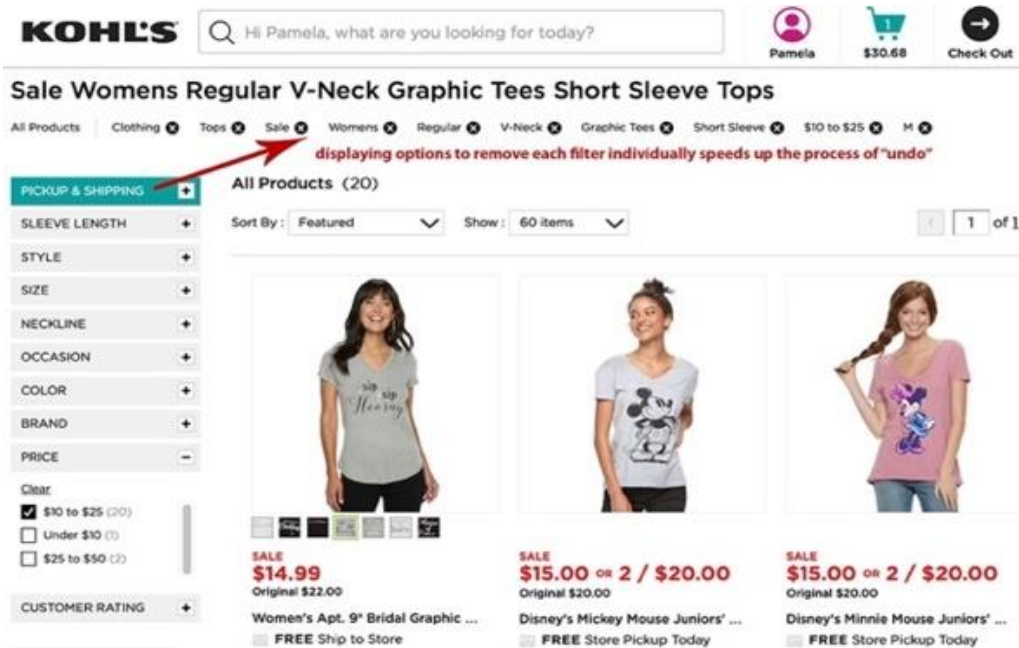 KOHL'S
Hi Pamela, what are you looking for today?
Pamela
1
$30.68
Check Out
Sale Womens Regular V-Neck Graphic Tees Short Sleeve Tops
All Products Clothing Tops Sale Womens Regular V-Neck Graphic Tees Short Sleeve $10 to $25 M
displaying options to remove each filter individually speeds up the process of "undo"
PICKUP & SHIPPING +
SLEEVE LENGTH +
STYLE +
SIZE +
NECKLINE +
OCCASION +
COLOR +
BRAND +
PRICE −
Clear
$10 to $25 (20)
Under $10 (1)
$25 to $50 (2)
CUSTOMER RATING +
All Products (20)
Sort By : Featured Show : 60 items 1 of 1
sip sip
Hooray
SALE
$14.99
Original $22.00
Women's Apt. 9® Bridal Graphic ...
FREE Ship to Store
SALE
$15.00 OR 2 / $20.00
Original $20.00
Disney's Mickey Mouse Juniors' ...
FREE Store Pickup Today
SALE
$15.00 OR 2 / $20.00
Original $20.00
Disney's Minnie Mouse Juniors' ...
FREE Store Pickup Today